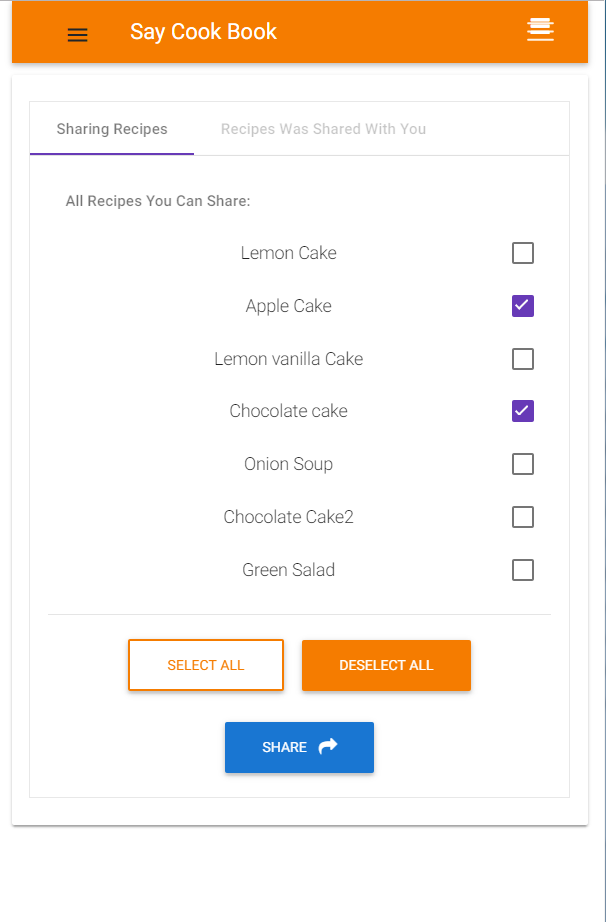 Say Cook Book
Sharing Recipes
Recipes Was Shared With You
All Recipes You Can Share:
Lemon Cake
Apple Cake
Lemon vanilla Cake
Chocolate cake
Onion Soup
Chocolate Cake2
Green Salad
SELECT ALL
DESELECT ALL
SHARE